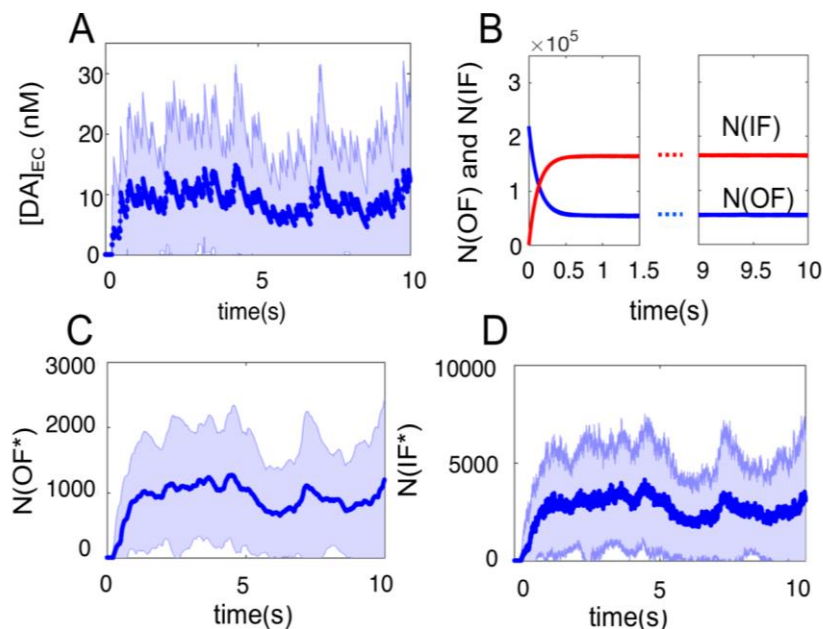 A
[DA]EC (nM)
30
20
10
0
0 5 10
time(s)
B
×10⁵
N(OF) and N(IF)
3
2
1
0
N(IF)
N(OF)
0 0.5 1 1.5 9 9.5 10
time(s)
C
N(OF*)
3000
2000
1000
0
0 5 10
time(s)
D
N(IF*)
10000
5000
0
0 5 10
time(s)